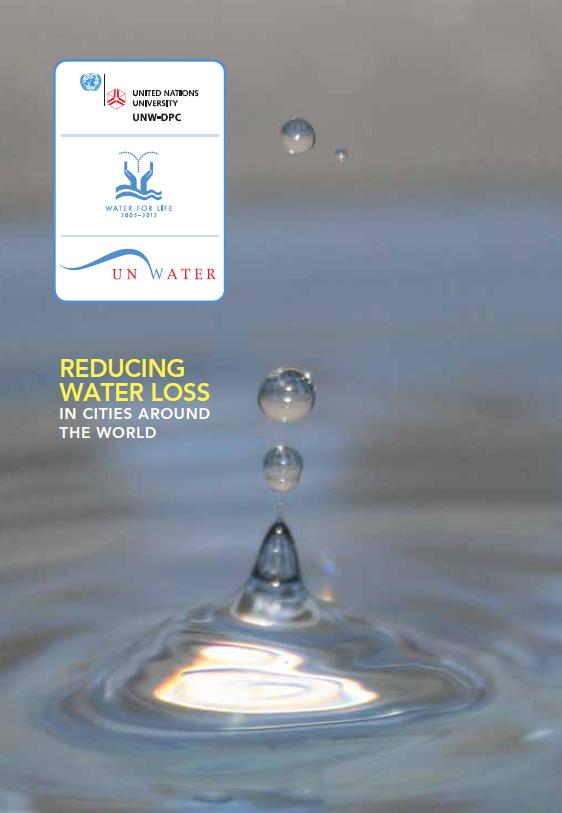 UNITED NATIONS
UNIVERSITY
UNW-DPC
WATER FOR LIFE
2005-2015
UN WATER
REDUCING
WATER LOSS
IN CITIES AROUND
THE WORLD